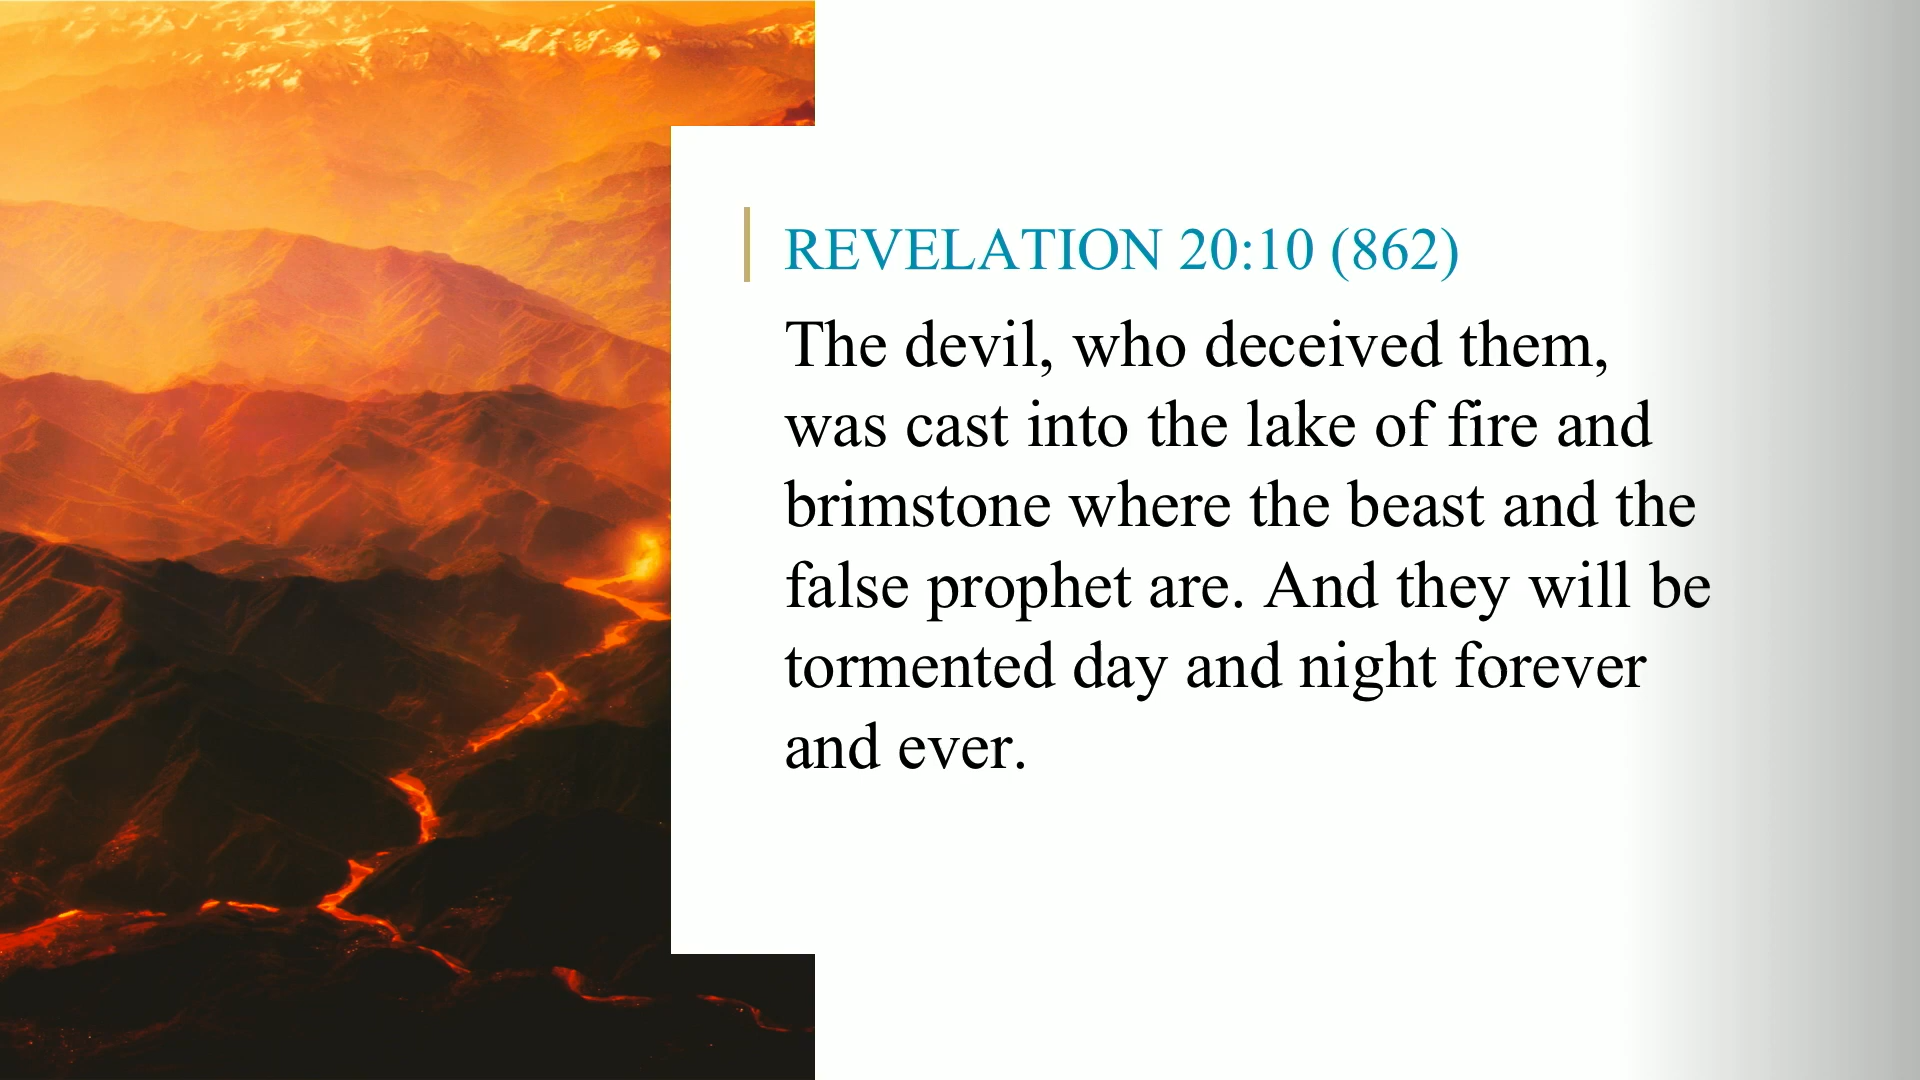 REVELATION 20:10 (862)
The devil, who deceived them,
was cast into the lake of fire and
brimstone where the beast and the
false prophet are. And they will be
tormented day and night forever
and ever.